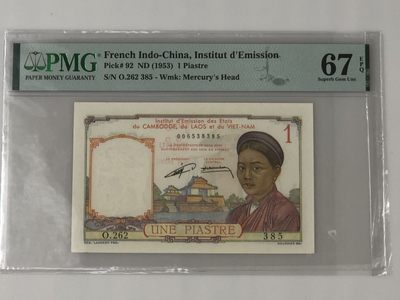 PMG
PAPER MONEY GUARANTY
French Indo-China, Institut d'Emission
Pick# 92 ND (1953) 1 Piastre
S/N O.262 385 - Wmk: Mercury's Head
67 EPQ
Superb Gem Unc
Institut d'Emission des Etats
du CAMBODGE, du LAOS et du VIET-NAM
006538385
1
UNE PIASTRE
O.262
385